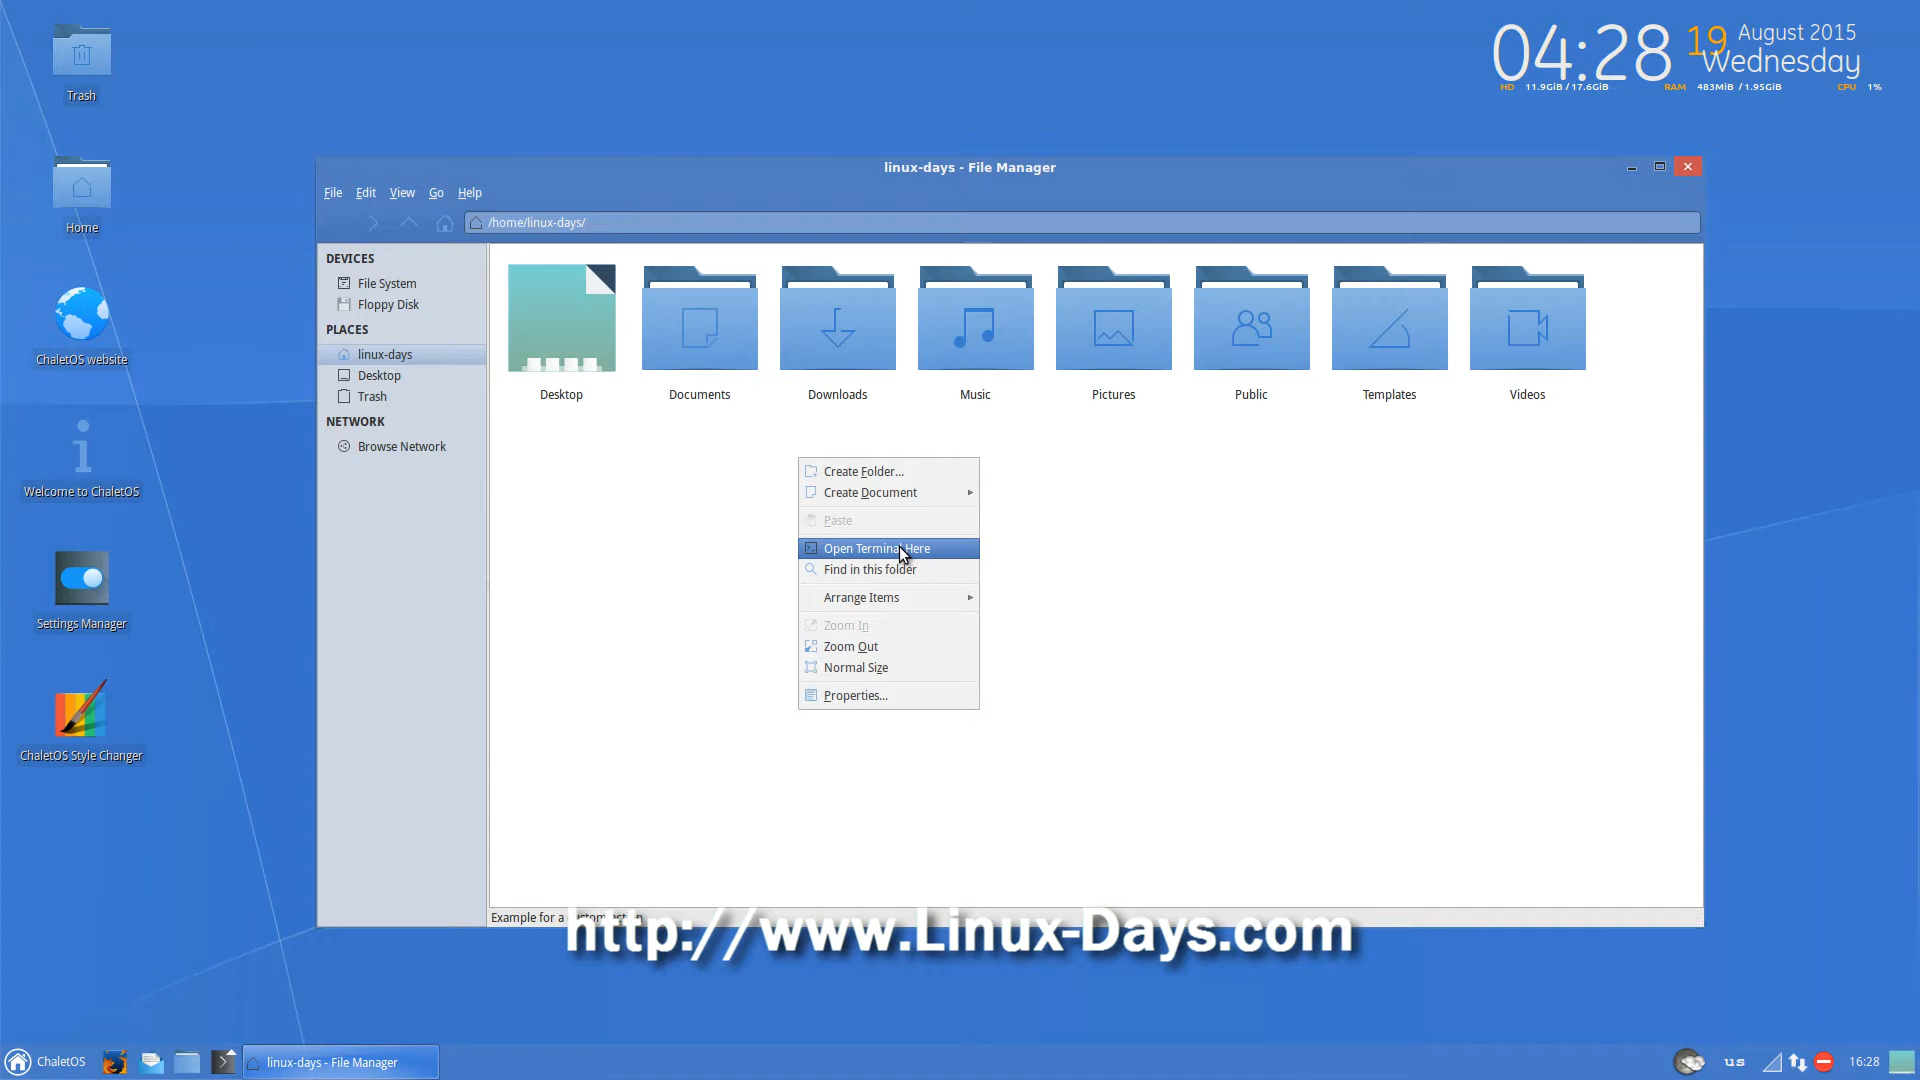 Trash
Home
ChaletOS website
Welcome to ChaletOS
Settings Manager
ChaletOS Style Changer
04:28
19
August 2015
Wednesday
HD 11.9GiB / 17.6GiB RAM 483MiB / 1.95GiB CPU 1%
linux-days - File Manager
File Edit View Go Help
/home/linux-days/
DEVICES
File System
Floppy Disk
PLACES
linux-days
Desktop
Trash
NETWORK
Browse Network
Desktop Documents Downloads Music Pictures Public Templates Videos
Create Folder...
Create Document
Paste
Open Terminal Here
Find in this folder
Arrange Items
Zoom In
Zoom Out
Normal Size
Properties...
Example for a custom action
http://www.Linux-Days.com
ChaletOS
linux-days - File Manager
us
16:28